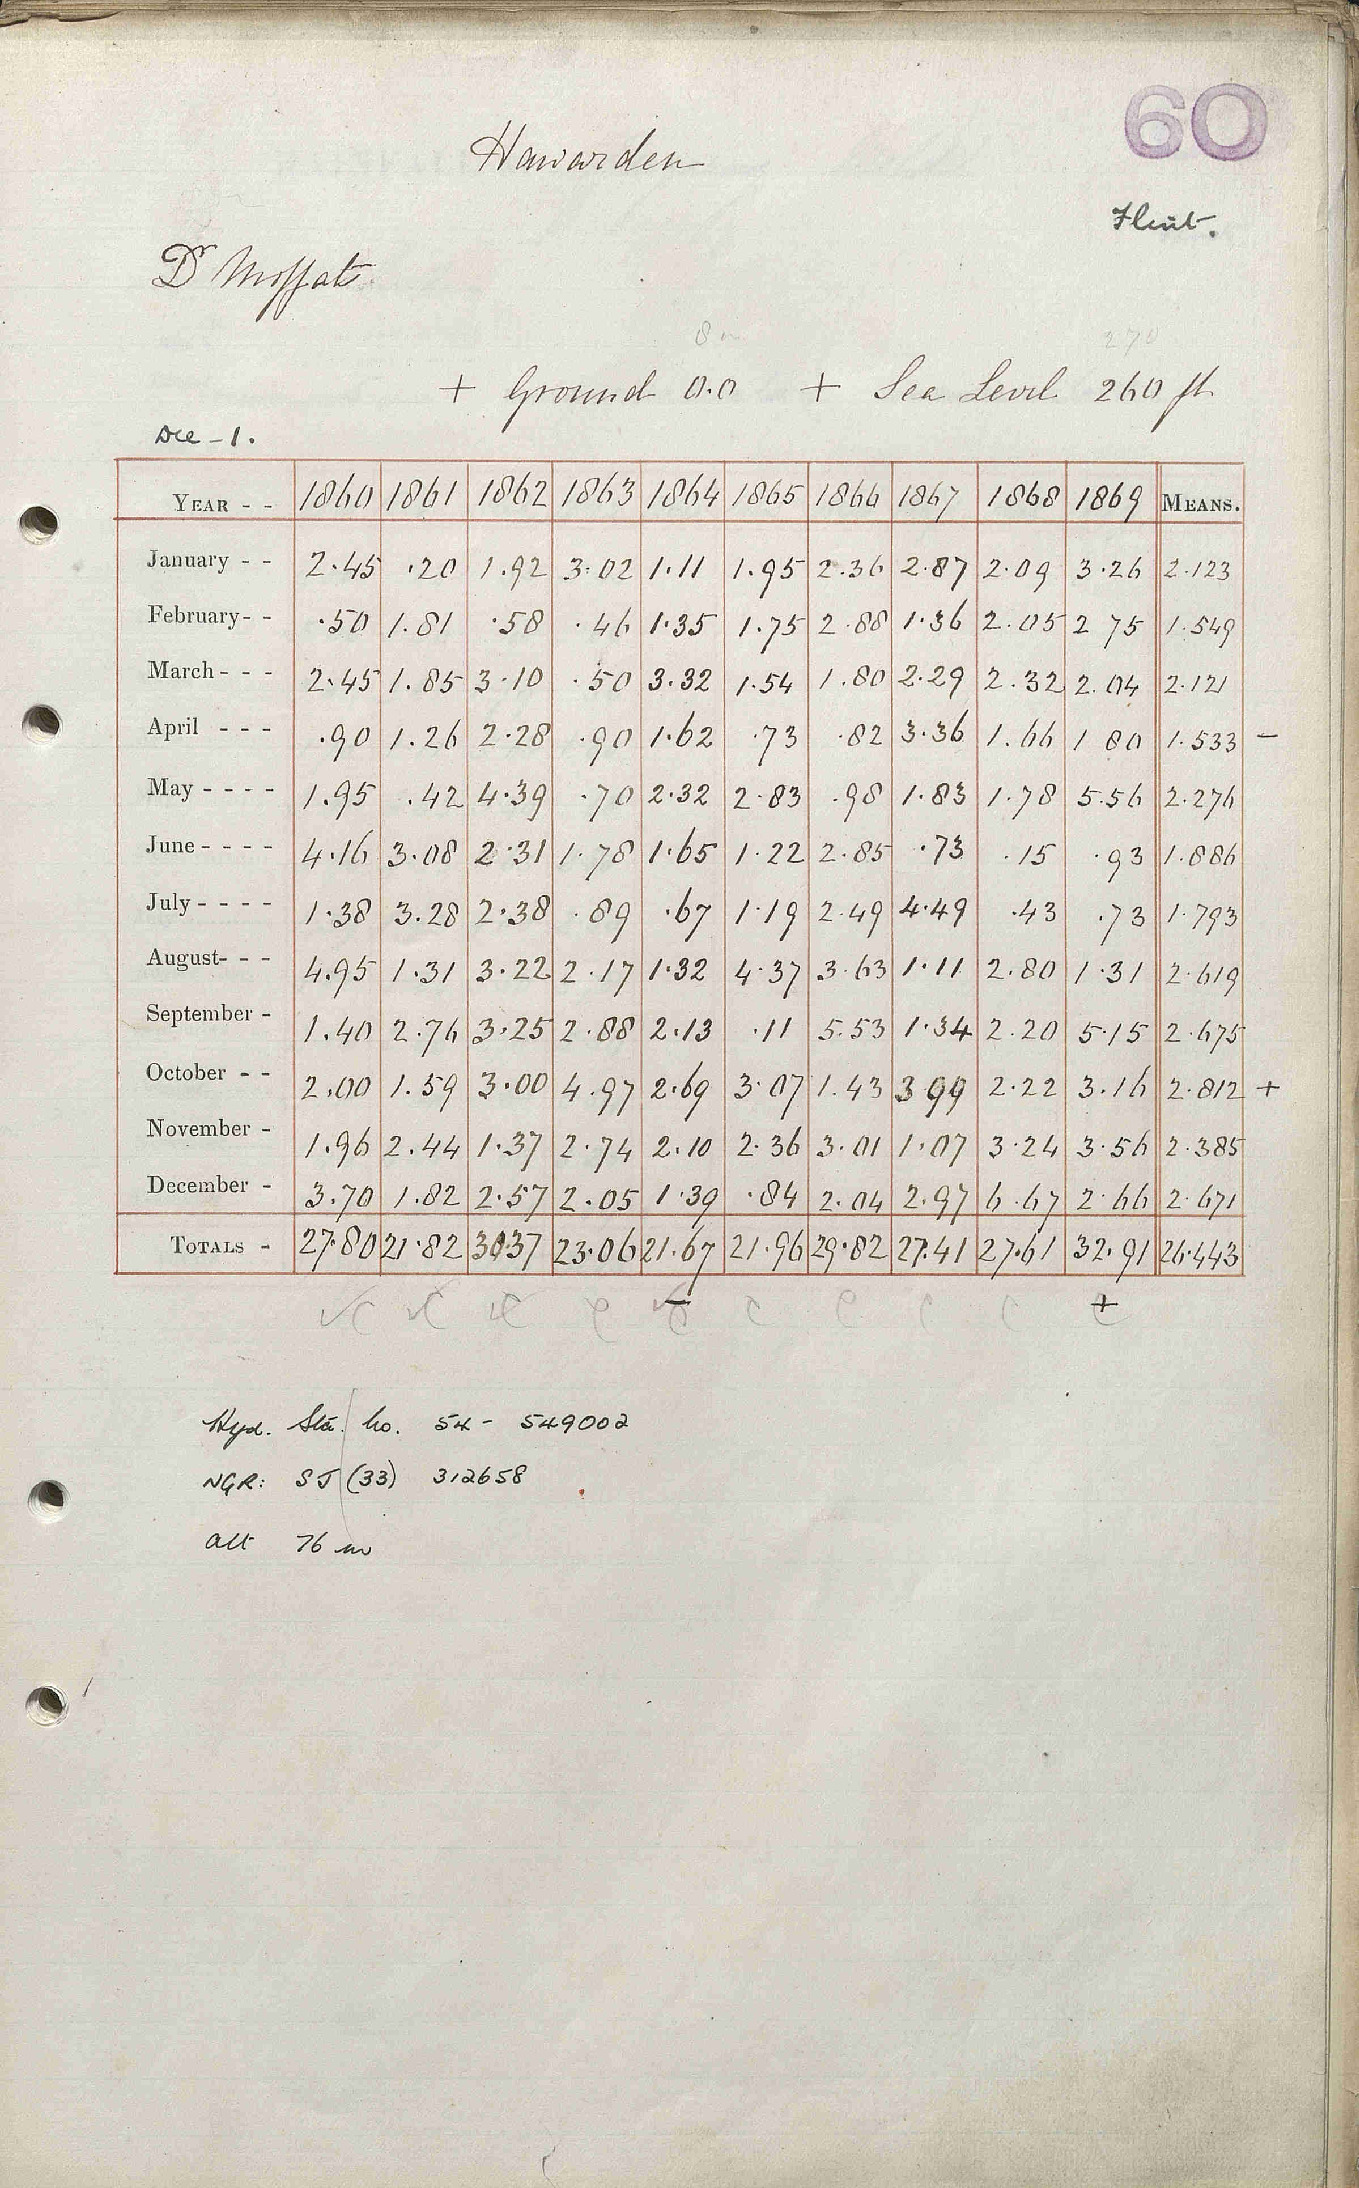 60
Hawarden
Flint.
Dr Moffat
270
+ Ground 0.0 + Sea Level 260 ft
Dec - 1.
YEAR - - 1860 1861 1862 1863 1864 1865 1866 1867 1868 1869 MEANS.
January - - 2.45 .20 1.92 3.02 1.11 1.95 2.36 2.87 2.09 3.26 2.123
February - - .50 1.81 .58 .46 1.35 1.75 2.88 1.36 2.05 2 75 1.549
March - - - 2.45 1.85 3.10 .50 3.32 1.54 1.80 2.29 2.32 2.04 2.121
April - - - .90 1.26 2.28 .90 1.62 .73 .82 3.36 1.66 1 80 1.533 -
May - - - - 1.95 .42 4.39 .70 2.32 2.83 .98 1.83 1.78 5.56 2.276
June - - - - 4.16 3.08 2.31 1.78 1.65 1.22 2.85 .73 .15 .93 1.886
July - - - - 1.38 3.28 2.38 .89 .67 1.19 2.49 4.49 .43 .73 1.793
August - - - 4.95 1.31 3.22 2.17 1.32 4.37 3.63 1.11 2.80 1.31 2.619
September - 1.40 2.76 3.25 2.88 2.13 .11 5.53 1.34 2.20 5.15 2.675
October - - 2.00 1.59 3.00 4.97 2.69 3.07 1.43 3 99 2.22 3.16 2.812 +
November - 1.96 2.44 1.37 2.74 2.10 2.36 3.01 1.07 3.24 3.56 2.385
December - 3.70 1.82 2.57 2.05 1.39 .84 2.04 2.97 6.67 2.66 2.671
TOTALS - 27.80 21.82 30.37 23.06 21.67 21.96 29.82 27.41 27.61 32.91 26.443
- +
Hyd. Sta. No. 54 - 549002
NGR: SJ (33) 312658
Alt 76 m